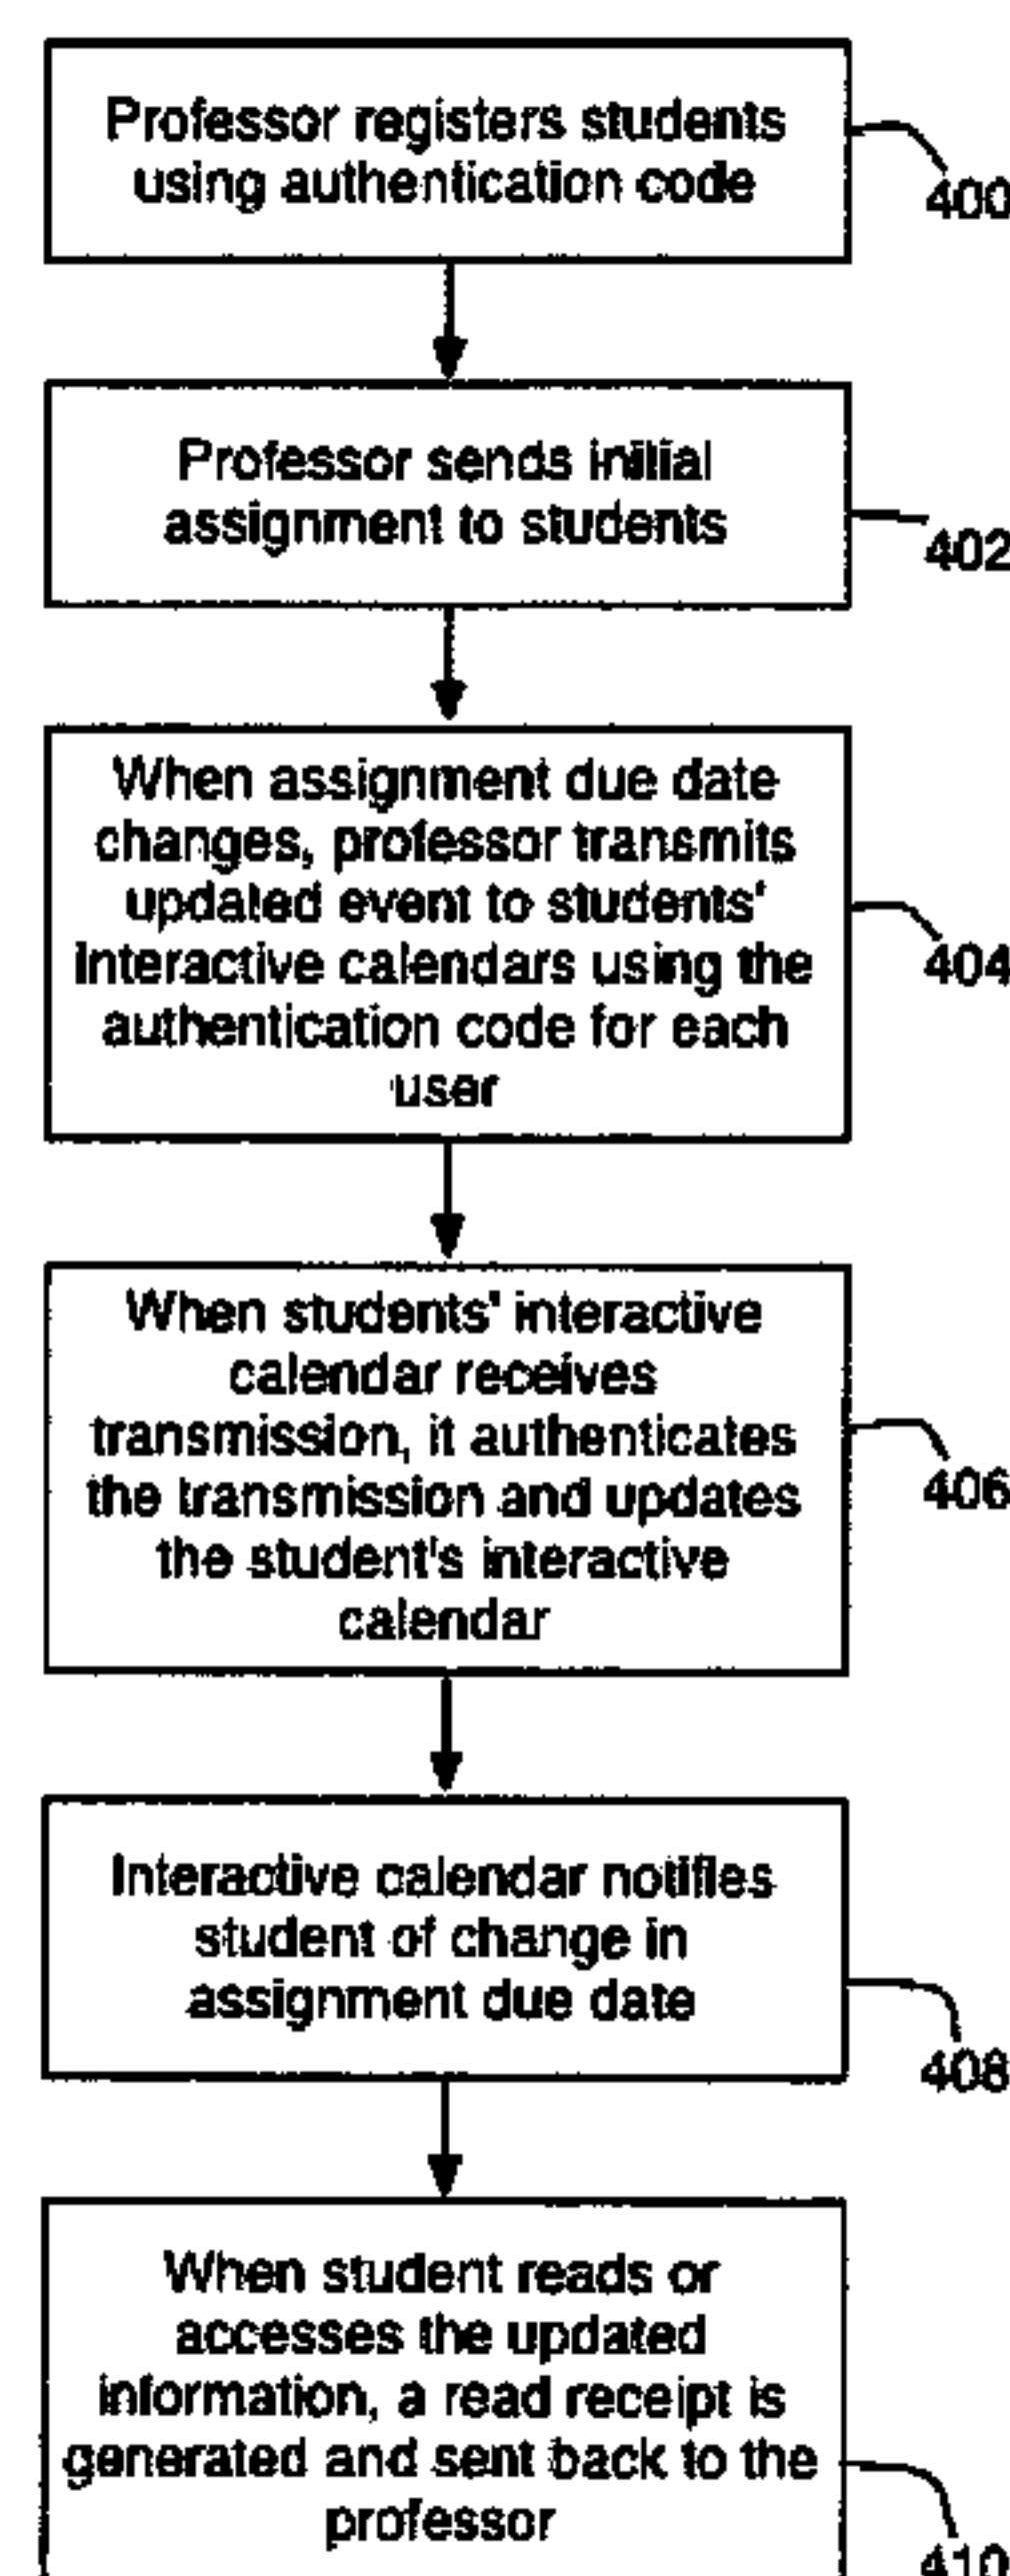 Professor registers students
using authentication code
400
Professor sends initial
assignment to students
402
When assignment due date
changes, professor transmits
updated event to students'
interactive calendars using the
authentication code for each
user
404
When students' interactive
calendar receives
transmission, it authenticates
the transmission and updates
the student's interactive
calendar
406
Interactive calendar notifies
student of change in
assignment due date
408
When student reads or
accesses the updated
information, a read receipt is
generated and sent back to the
professor
410